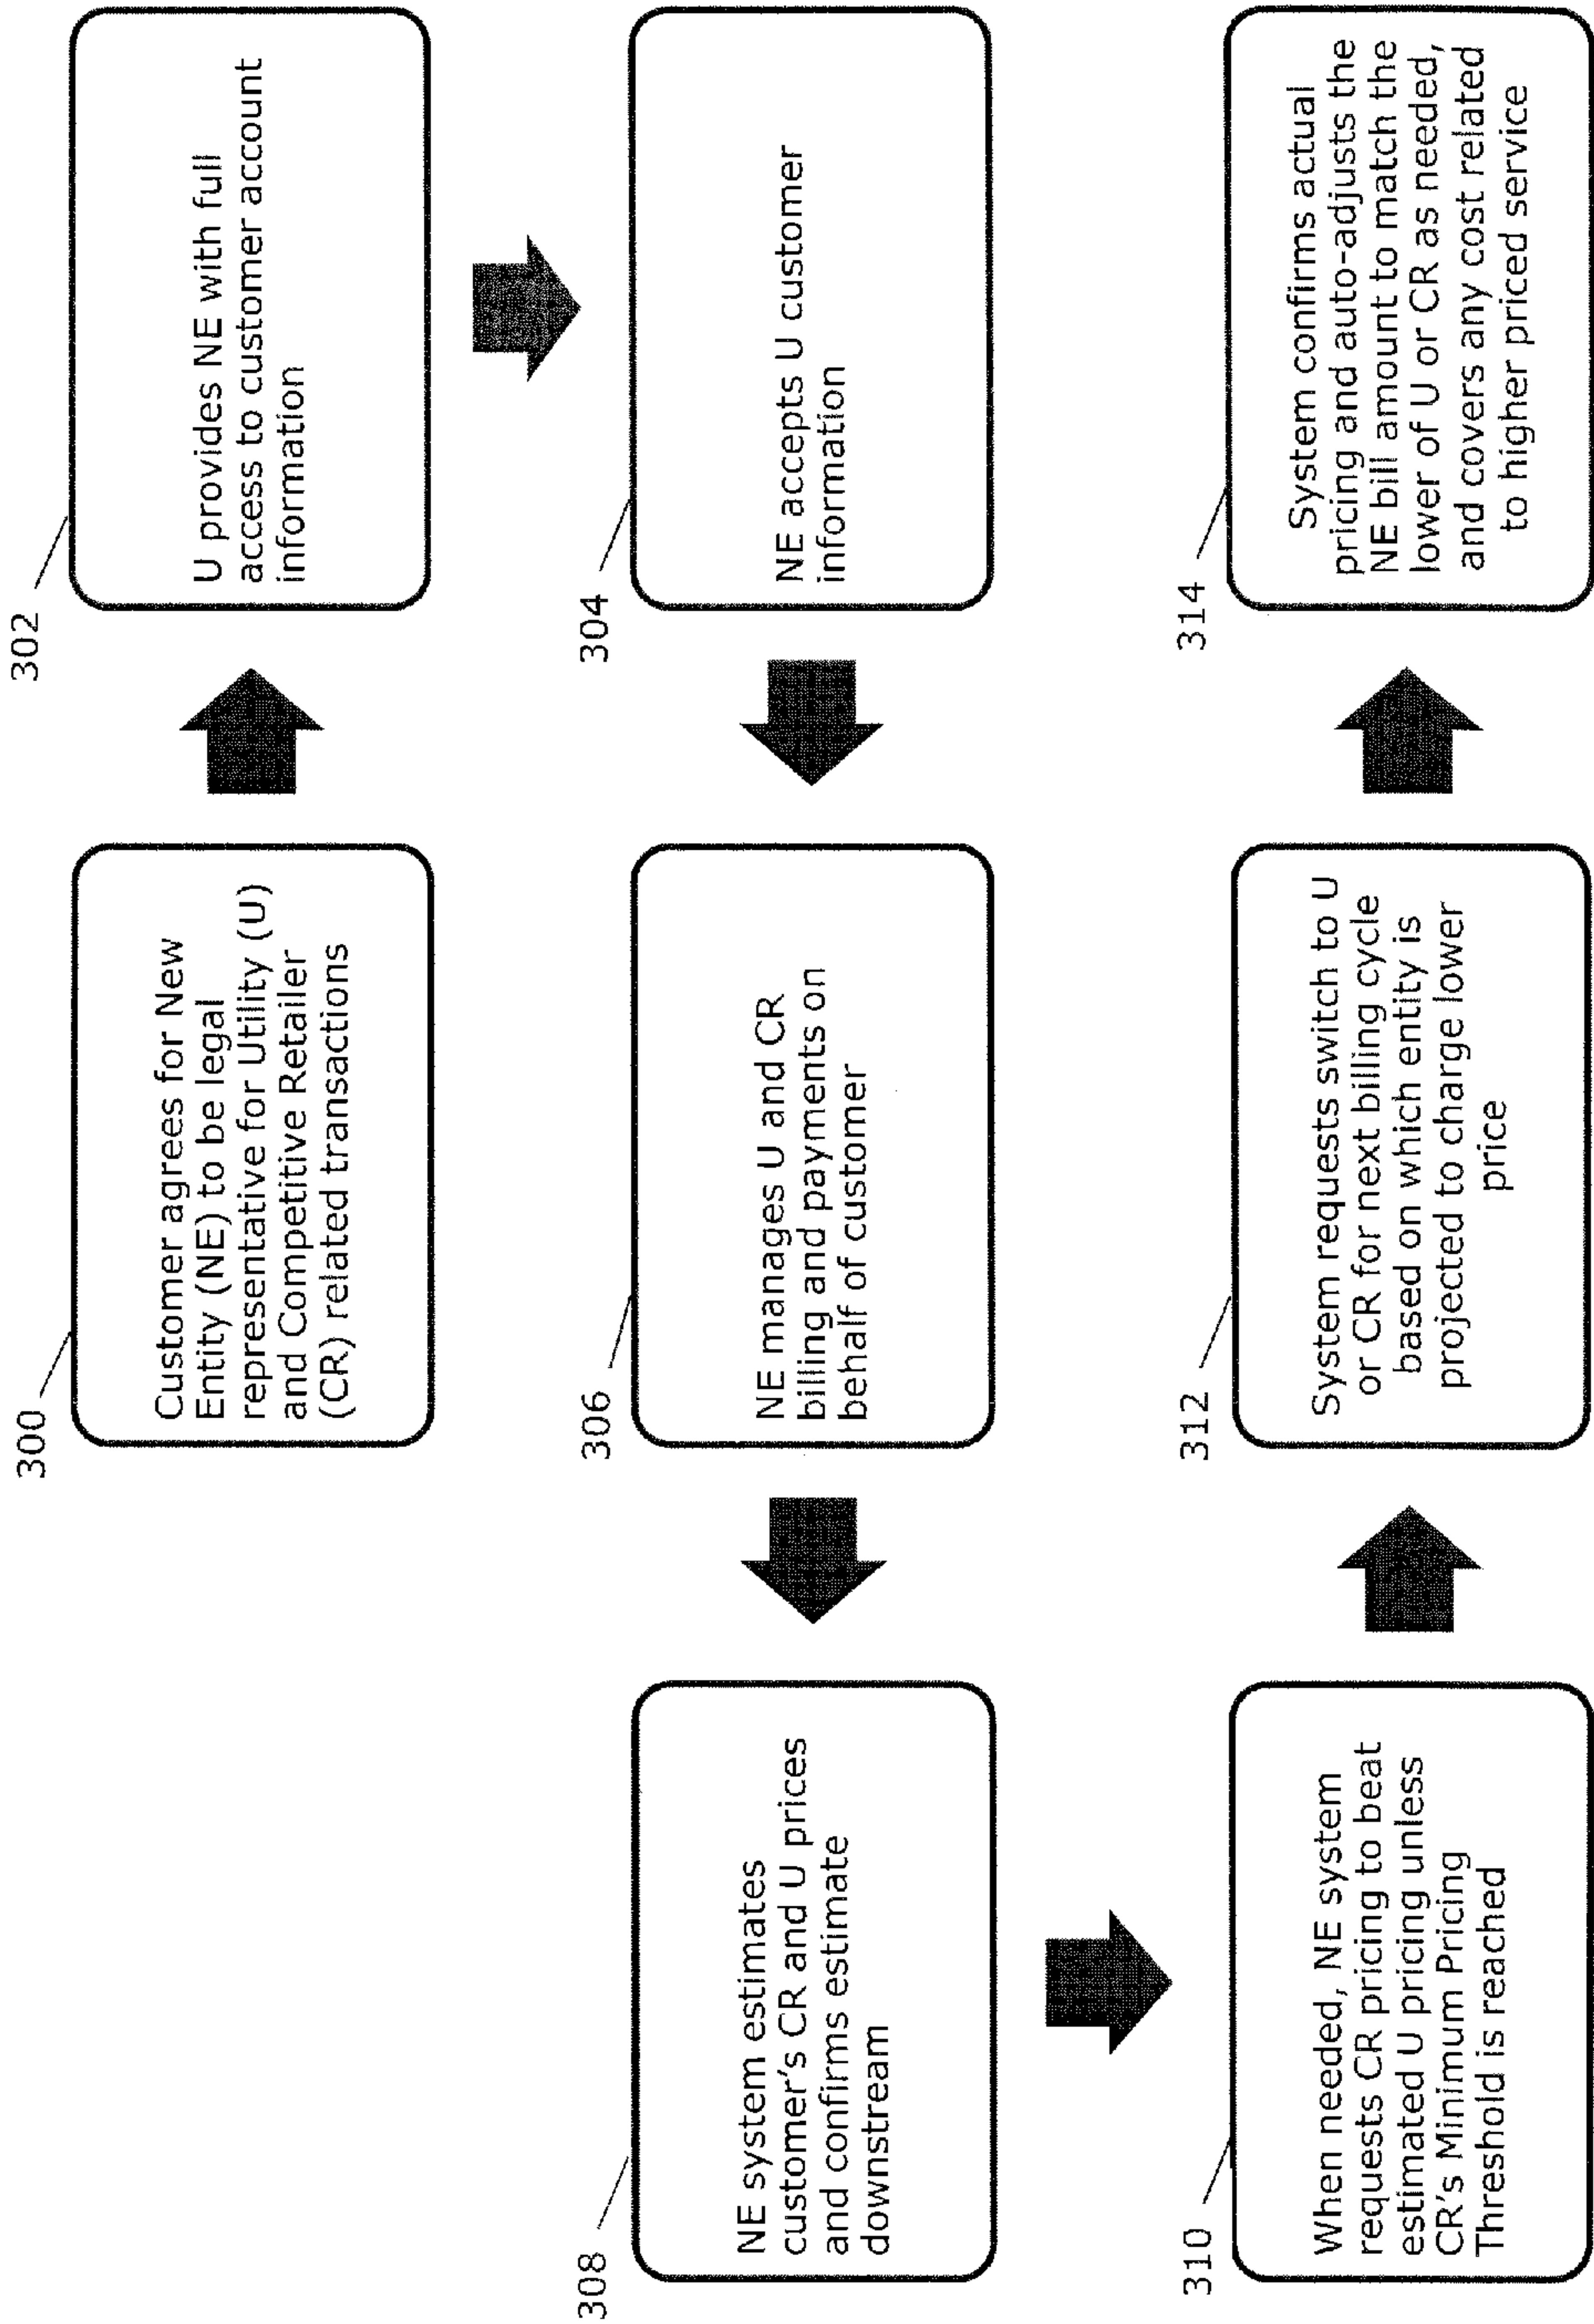 300
Customer agrees for New
Entity (NE) to be legal
representative for Utility (U)
and Competitive Retailer
(CR) related transactions
302
U provides NE with full
access to customer account
information
304
NE accepts U customer
information
306
NE manages U and CR
billing and payments on
behalf of customer
308
NE system estimates
customer's CR and U prices
and confirms estimate
downstream
310
When needed, NE system
requests CR pricing to beat
estimated U pricing unless
CR's Minimum Pricing
Threshold is reached
312
System requests switch to U
or CR for next billing cycle
based on which entity is
projected to charge lower
price
314
System confirms actual
pricing and auto-adjusts the
NE bill amount to match the
lower of U or CR as needed,
and covers any cost related
to higher priced service